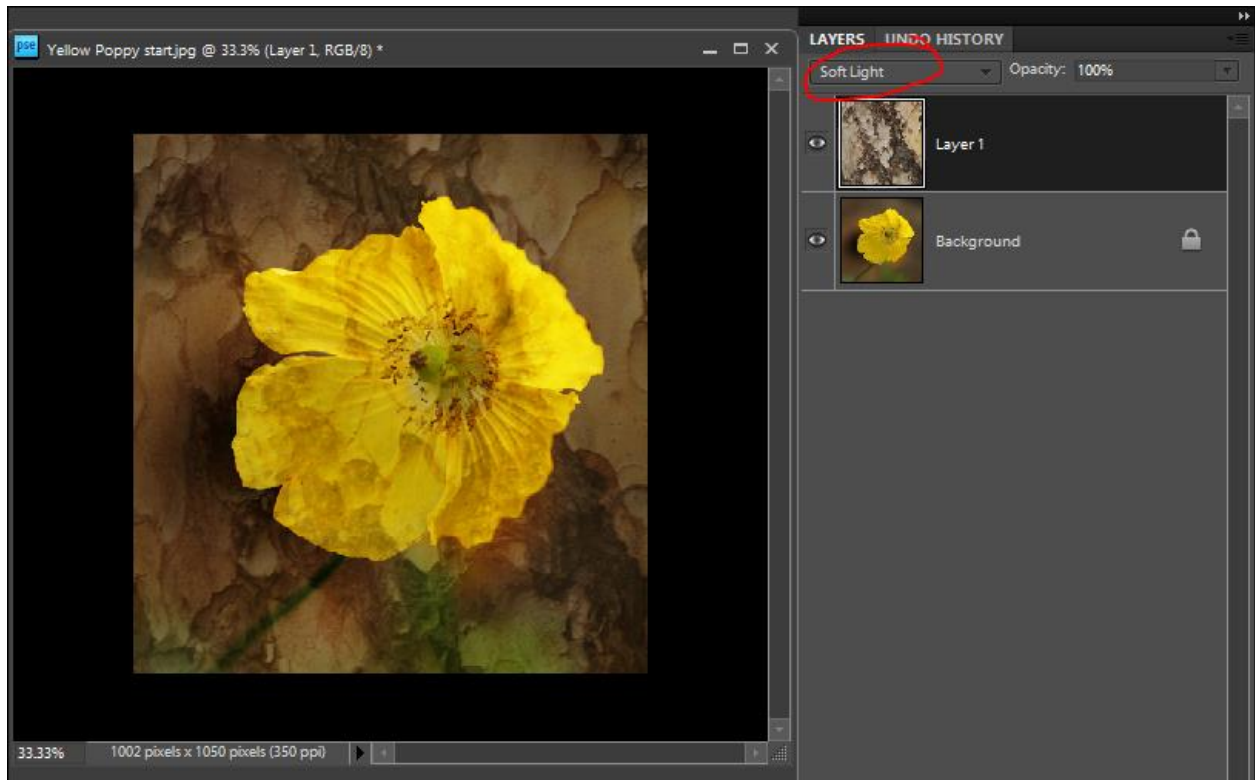 pse Yellow Poppy start.jpg @ 33.3% (Layer 1, RGB/8) *
LAYERS UNDO HISTORY
Soft Light Opacity: 100%
Layer 1
Background
33.33% 1002 pixels x 1050 pixels (350 ppi)